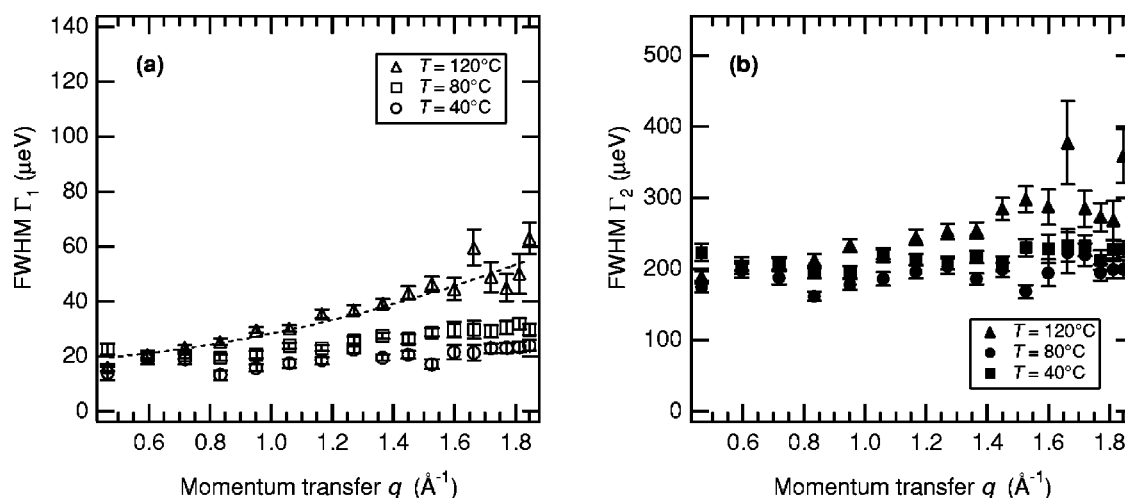 140
120
100
80
60
40
20
0
FWHM Γ1 (µeV)
(a)
T = 120°C
T = 80°C
T = 40°C
0.6 0.8 1.0 1.2 1.4 1.6 1.8
Momentum transfer q (Å-1)
500
400
300
200
100
0
FWHM Γ2 (µeV)
(b)
T = 120°C
T = 80°C
T = 40°C
0.6 0.8 1.0 1.2 1.4 1.6 1.8
Momentum transfer q (Å-1)